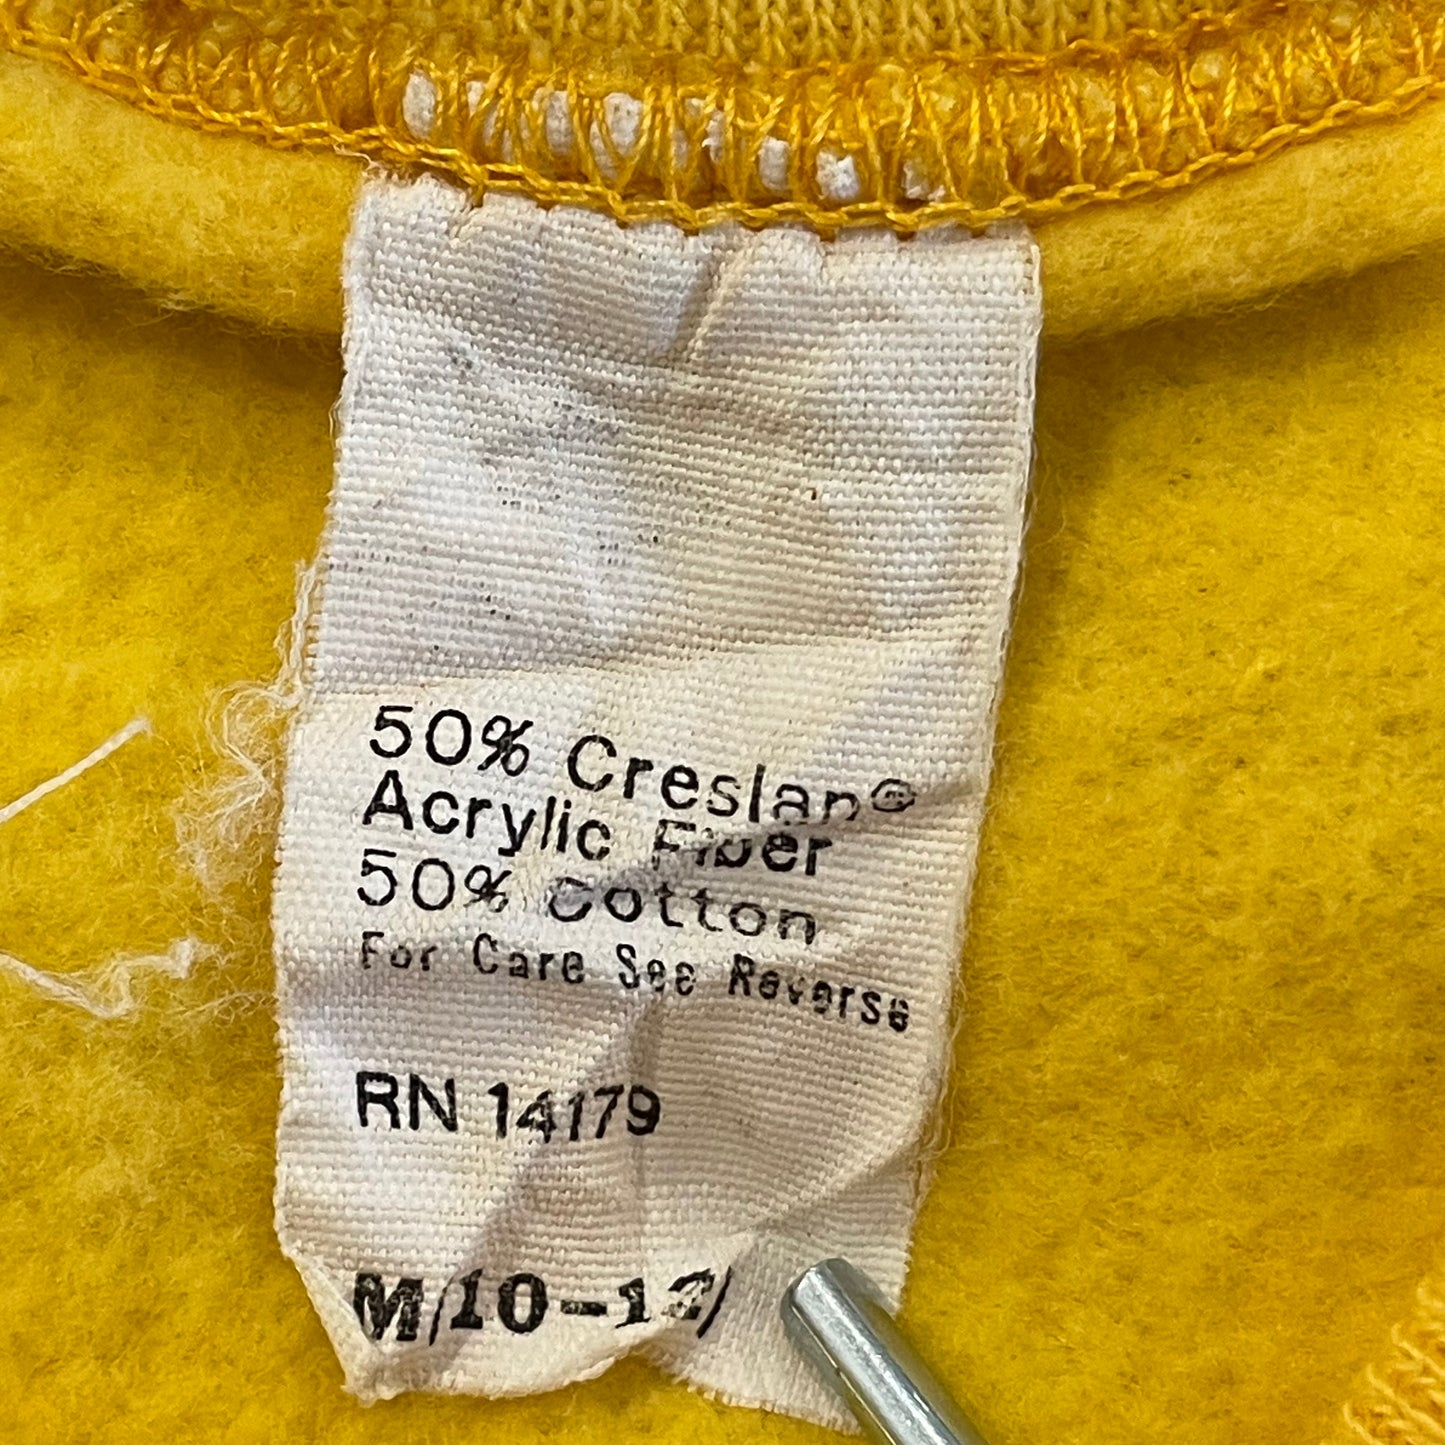 50% Creslan®
Acrylic Fiber
50% Cotton
For Care See Reverse
RN 14179
M/10-12/